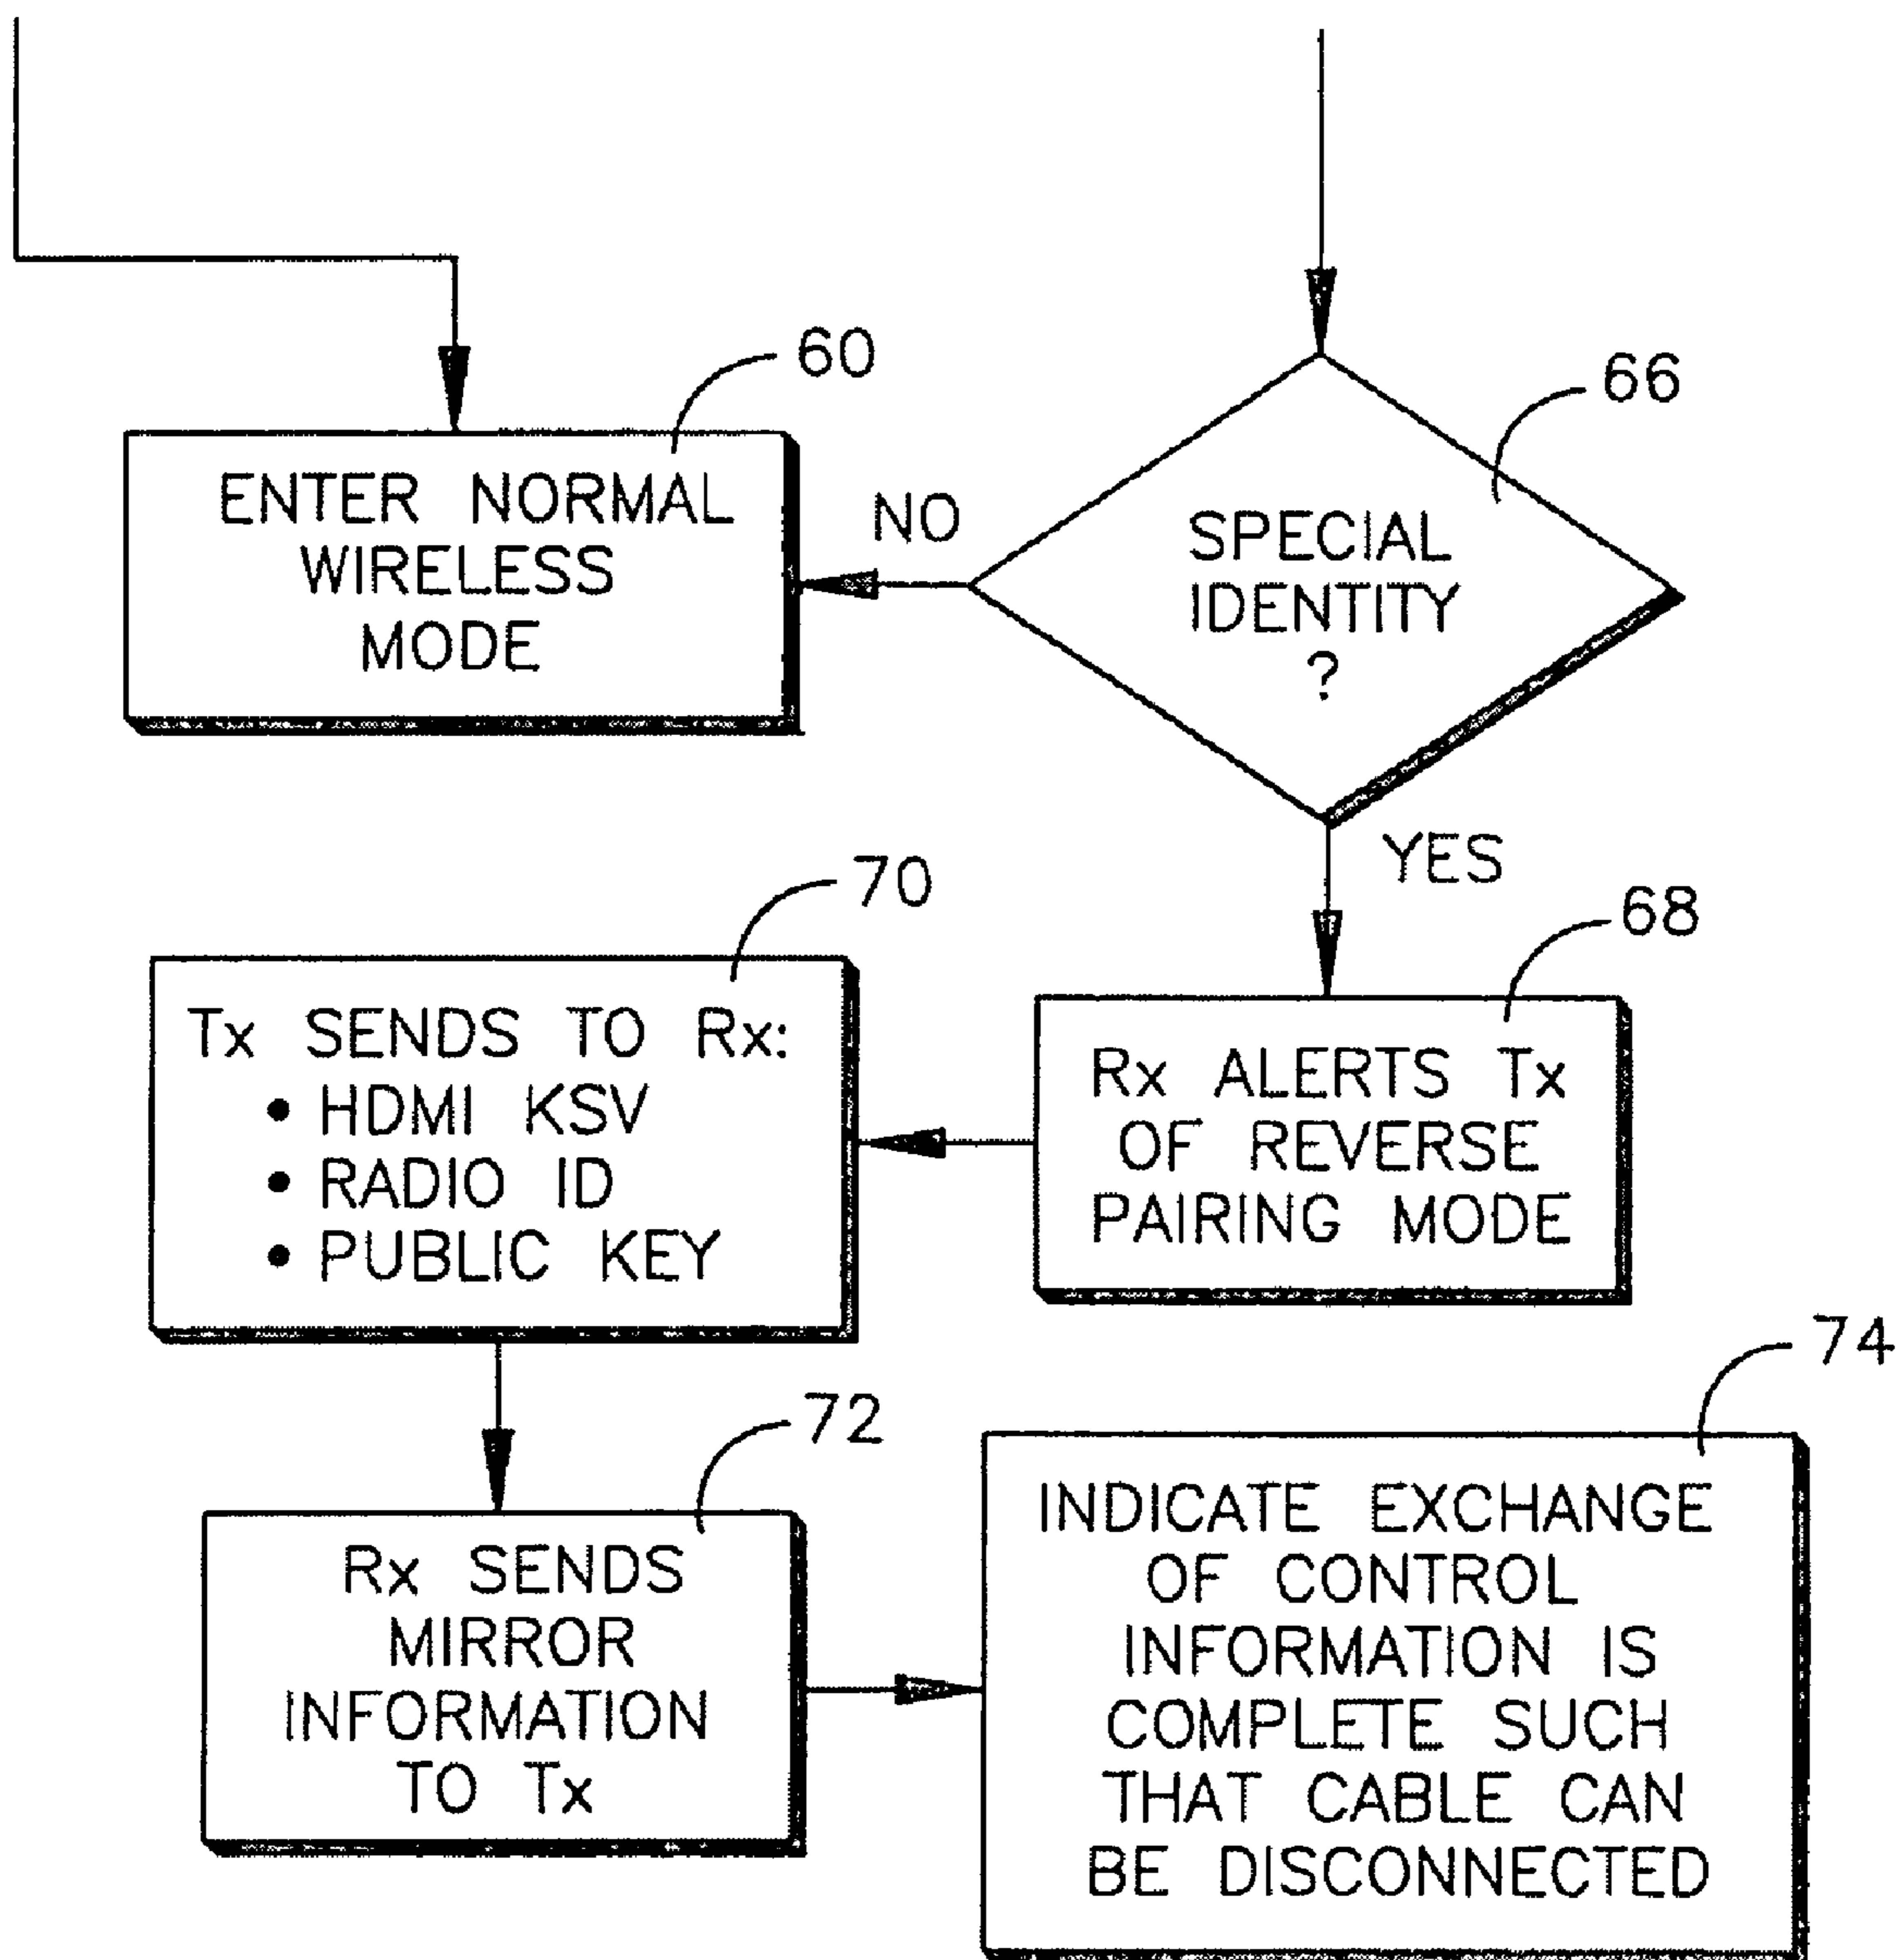 60
ENTER NORMAL
WIRELESS
MODE
NO
66
SPECIAL
IDENTITY
?
YES
68
Rx ALERTS Tx
OF REVERSE
PAIRING MODE
70
Tx SENDS TO Rx:
• HDMI KSV
• RADIO ID
• PUBLIC KEY
72
Rx SENDS
MIRROR
INFORMATION
TO Tx
74
INDICATE EXCHANGE
OF CONTROL
INFORMATION IS
COMPLETE SUCH
THAT CABLE CAN
BE DISCONNECTED